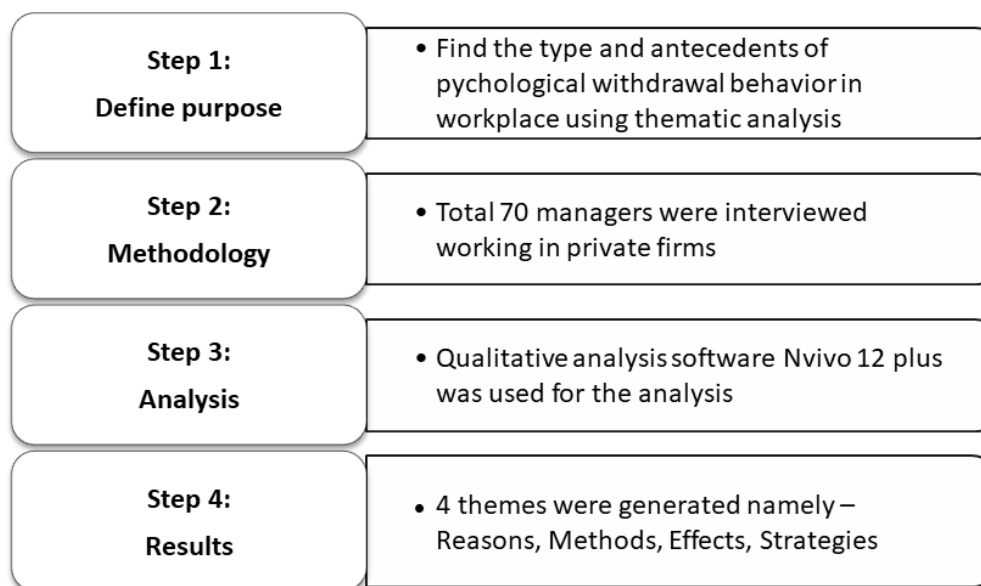 Step 1:
Define purpose
• Find the type and antecedents of
pychological withdrawal behavior in
workplace using thematic analysis
Step 2:
Methodology
• Total 70 managers were interviewed
working in private firms
Step 3:
Analysis
• Qualitative analysis software Nvivo 12 plus
was used for the analysis
Step 4:
Results
• 4 themes were generated namely –
Reasons, Methods, Effects, Strategies